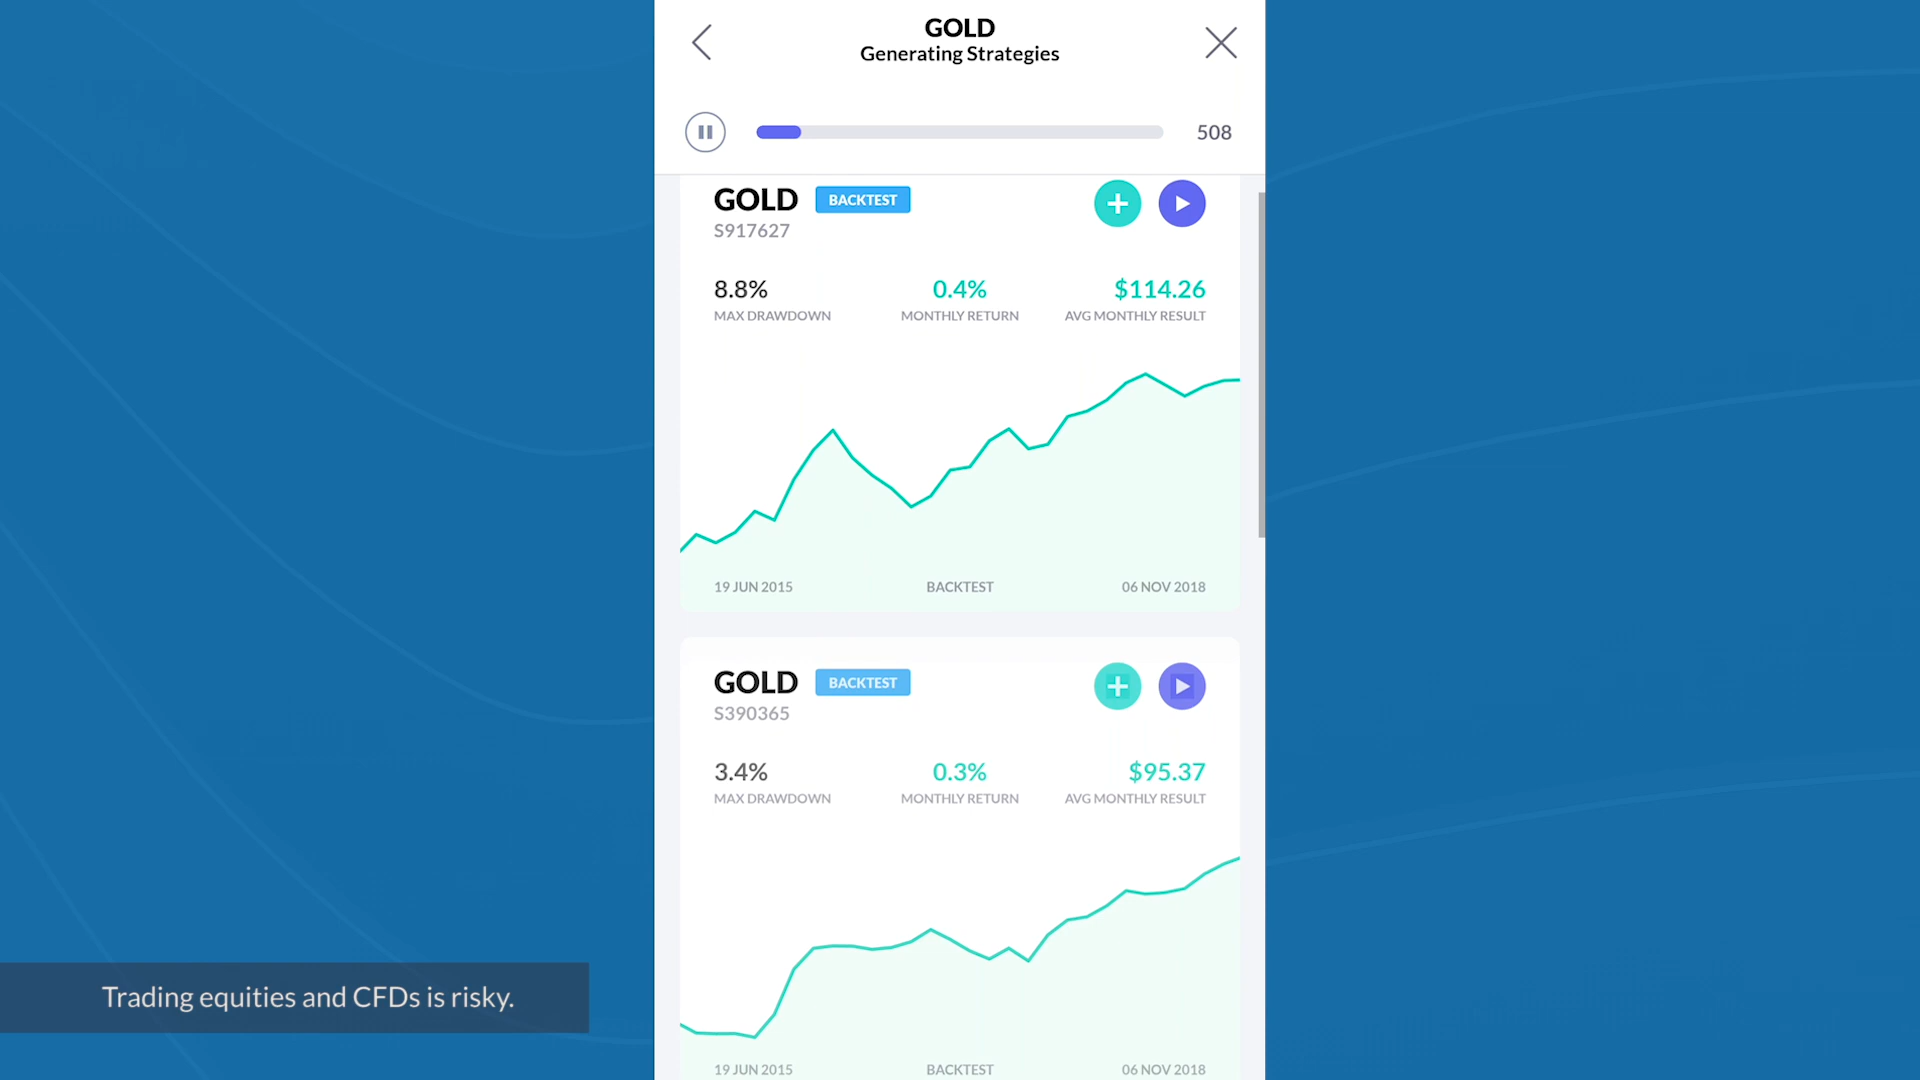 GOLD
Generating Strategies
508
GOLD BACKTEST
S917627
8.8% 0.4% $114.26
MAX DRAWDOWN MONTHLY RETURN AVG MONTHLY RESULT
19 JUN 2015 BACKTEST 06 NOV 2018
GOLD BACKTEST
S390365
3.4% 0.3% $95.37
MAX DRAWDOWN MONTHLY RETURN AVG MONTHLY RESULT
Trading equities and CFDs is risky.
19 JUN 2015 BACKTEST 06 NOV 2018